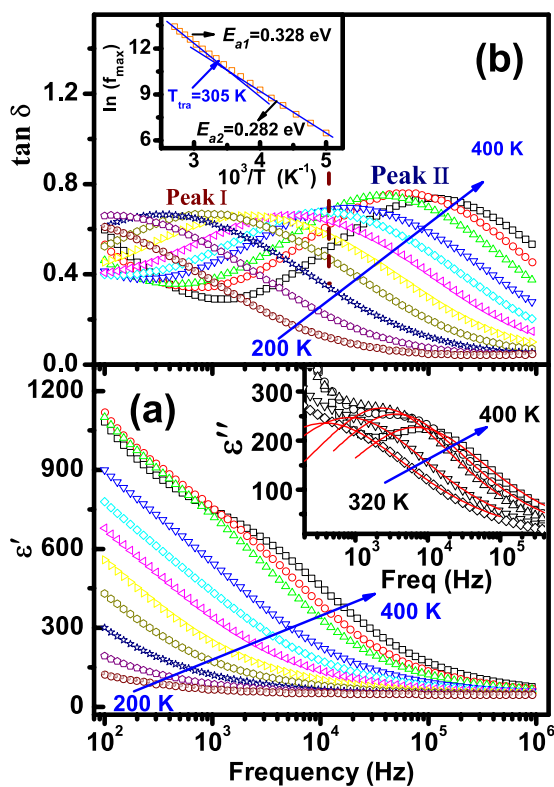 (b)
tan δ
1.6
1.2
0.8
0.4
0.0
ln (f_max)
12
9
6
E_a1=0.328 eV
T_tra=305 K
E_a2=0.282 eV
3 4 5
10³/T (K⁻¹)
Peak I
Peak II
400 K
200 K
(a)
ε′
1200
900
600
300
0
400 K
200 K
ε′′
300
200
100
400 K
320 K
10³ 10⁴ 10⁵
Freq (Hz)
10² 10³ 10⁴ 10⁵ 10⁶
Frequency (Hz)